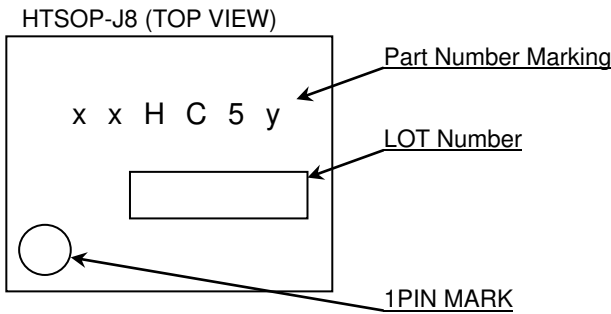 HTSOP-J8 (TOP VIEW)
Part Number Marking
x x H C 5 y
LOT Number
1PIN MARK